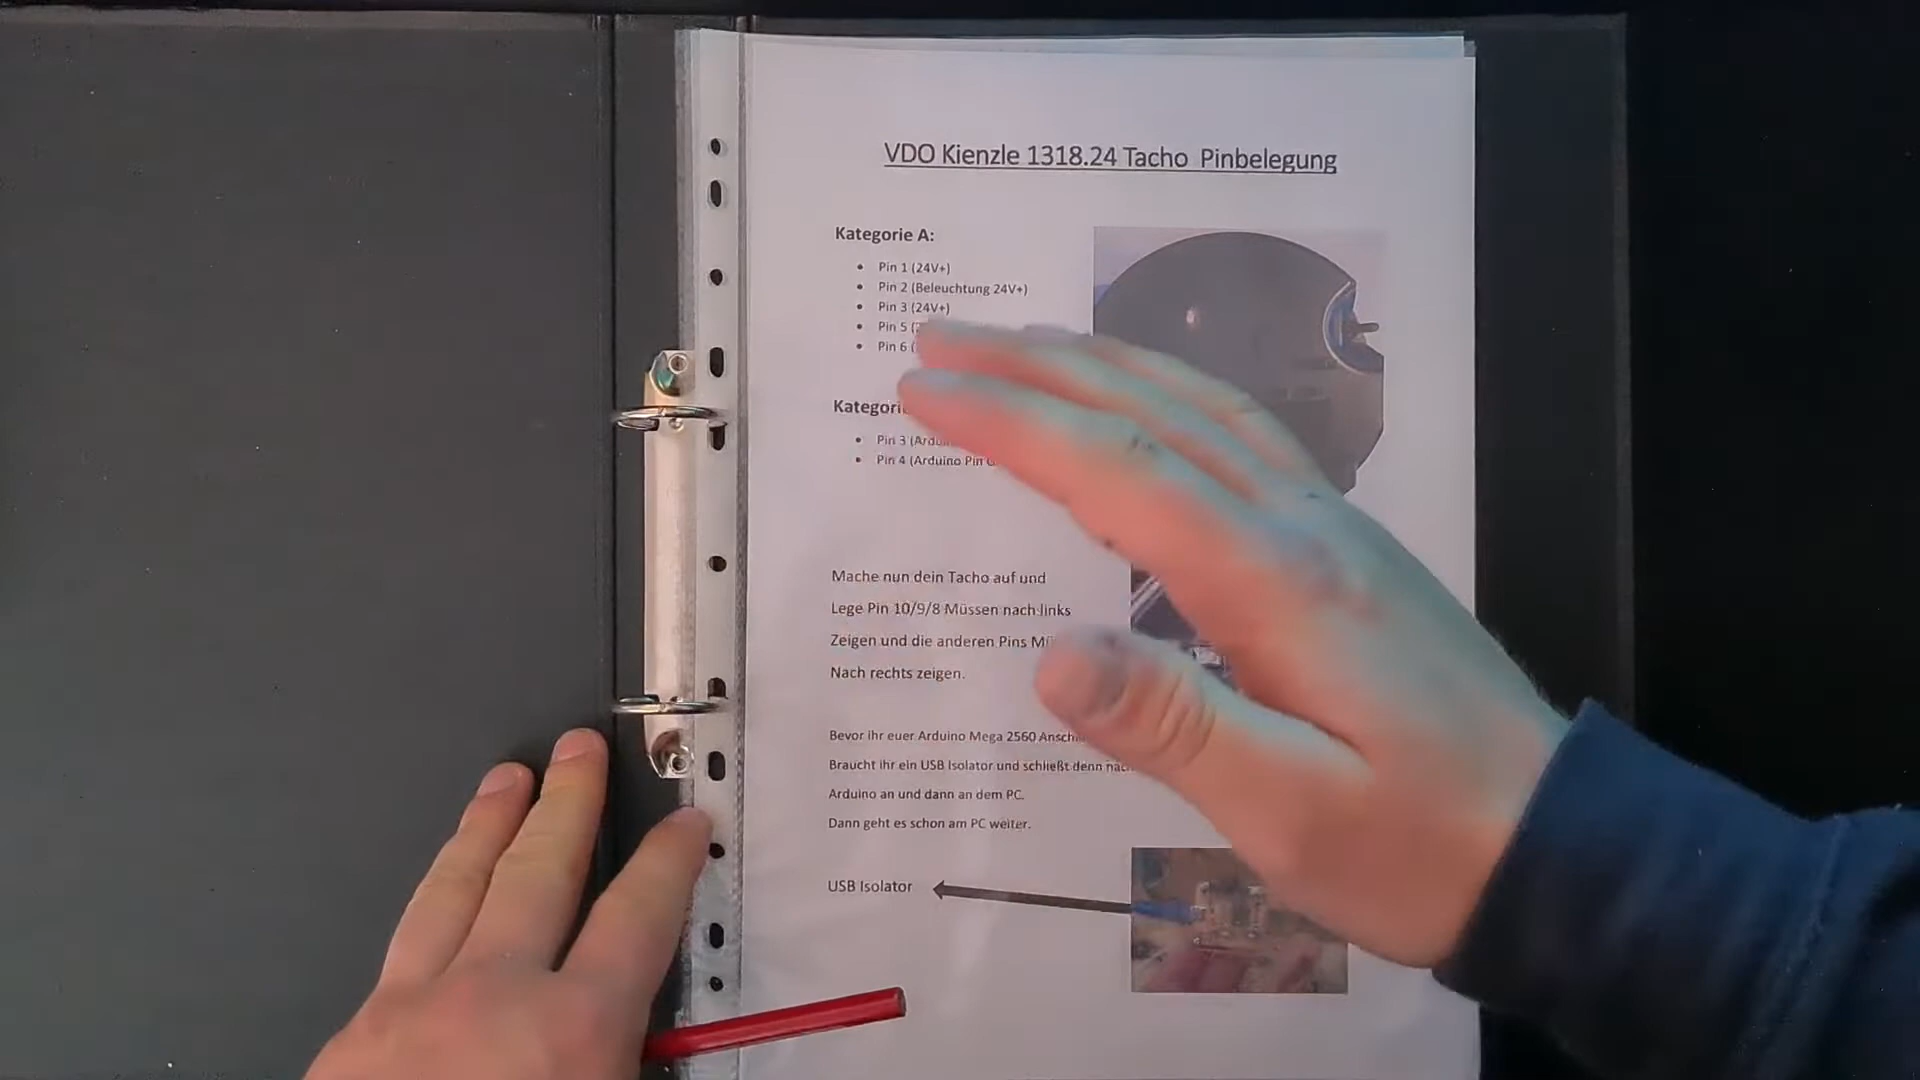 VDO Kienzle 1318.24 Tacho Pinbelegung
Kategorie A:
Pin 1 (24V+)
Pin 2 (Beleuchtung 24V+)
Pin 3 (24V+)
Pin 5 (
Pin 6 (
Pin 3
Pin 4 (Arduino Pin
Mache nun dein Tacho auf und
Lege Pin 10/9/8 Müssen nach links
Zeigen und die anderen Pins
Nach rechts zeigen.
Bevor ihr euer Arduino Mega 2560
Braucht ihr ein USB Isolator und schließt denn
Arduino an und dann an dem PC.
Dann geht es schon am PC weiter.
USB Isolator